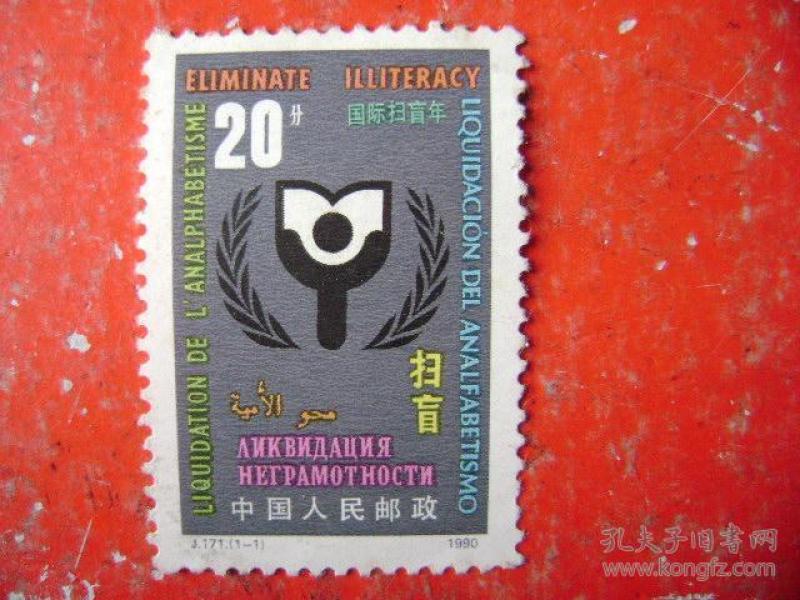 ELIMINATE ILLITERACY
20分
国际扫盲年
LIQUIDATION DE L'ANALPHABETISME
LIQUIDACIÓN DEL ANALFABETISMO
扫盲
محو الأمية
ЛИКВИДАЦИЯ
НЕГРАМОТНОСТИ
中国人民邮政
J.171.(1-1)
1990
孔夫子旧书网
www.kongfz.com